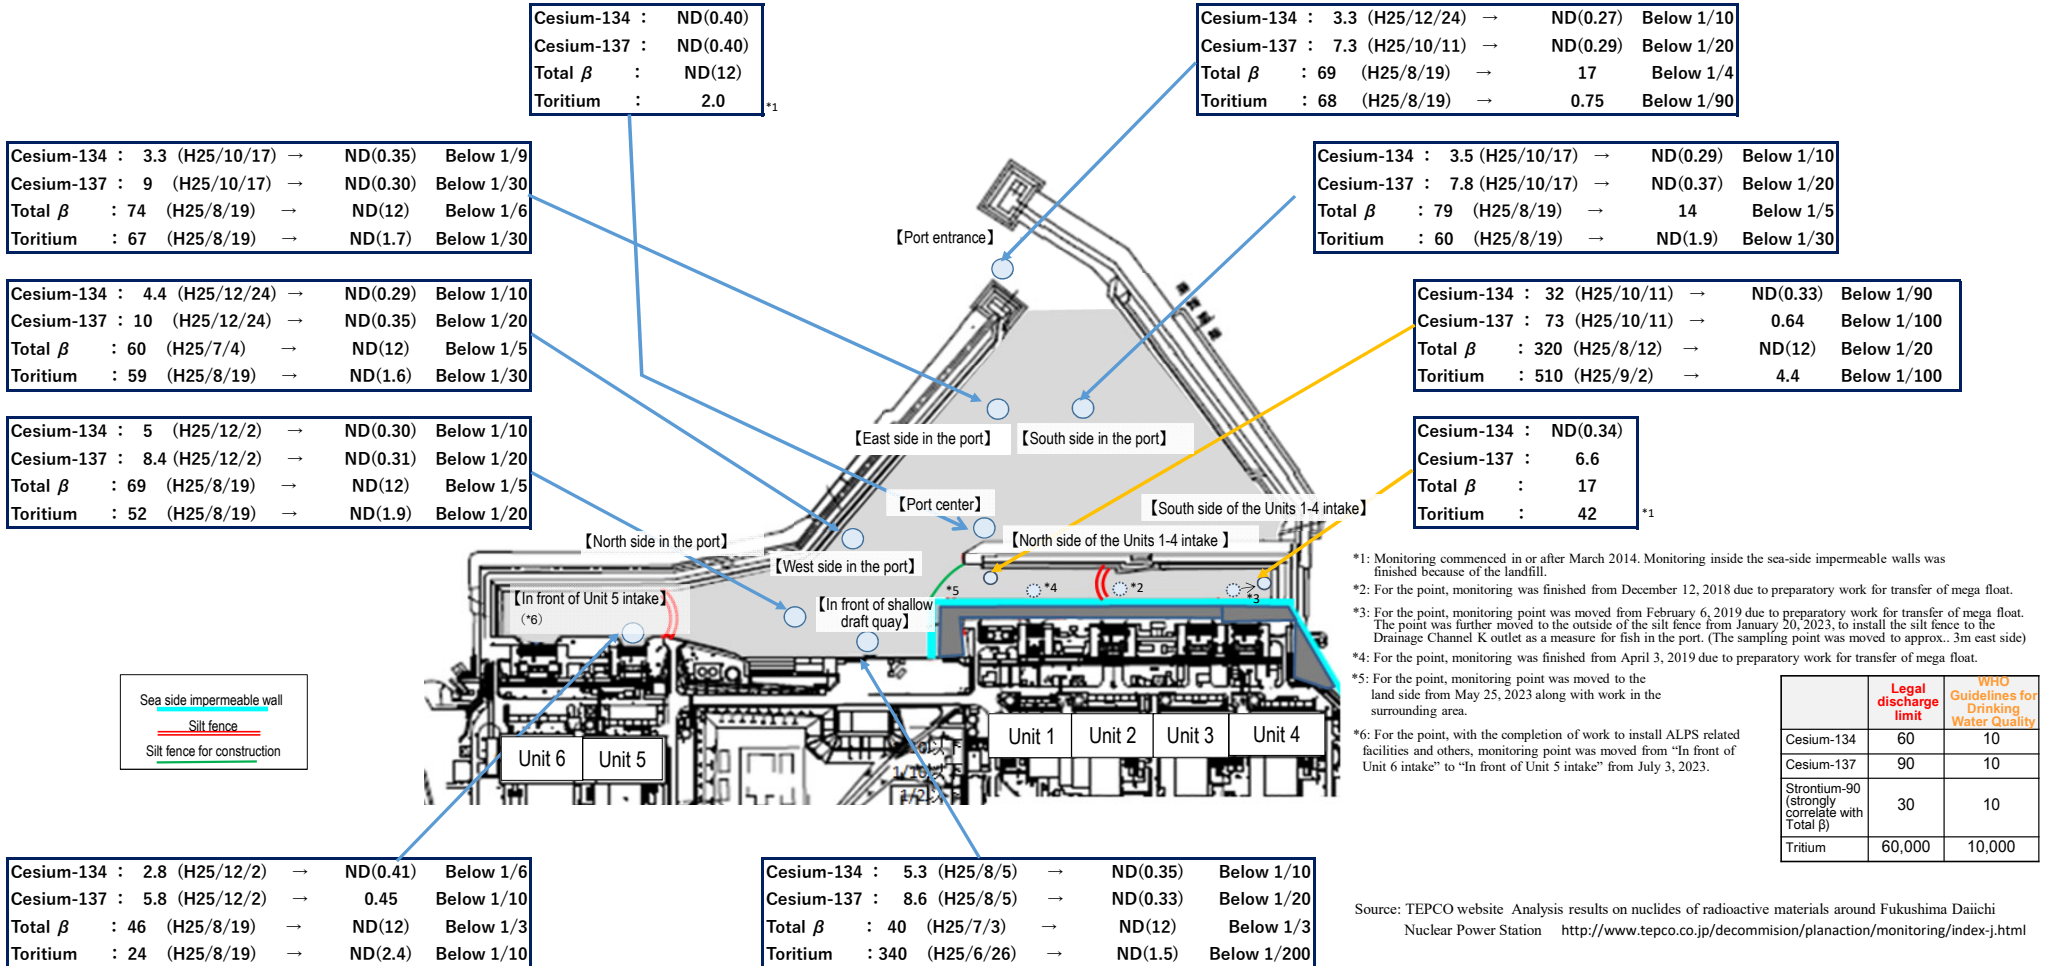 Cesium-134 : ND(0.40)
Cesium-137 : ND(0.40)
Total β : ND(12)
Toritium : 2.0 *1
Cesium-134 : 3.3 (H25/12/24) → ND(0.27) Below 1/10
Cesium-137 : 7.3 (H25/10/11) → ND(0.29) Below 1/20
Total β : 69 (H25/8/19) → 17 Below 1/4
Toritium : 68 (H25/8/19) → 0.75 Below 1/90
Cesium-134 : 3.3 (H25/10/17) → ND(0.35) Below 1/9
Cesium-137 : 9 (H25/10/17) → ND(0.30) Below 1/30
Total β : 74 (H25/8/19) → ND(12) Below 1/6
Toritium : 67 (H25/8/19) → ND(1.7) Below 1/30
Cesium-134 : 3.5 (H25/10/17) → ND(0.29) Below 1/10
Cesium-137 : 7.8 (H25/10/17) → ND(0.37) Below 1/20
Total β : 79 (H25/8/19) → 14 Below 1/5
Toritium : 60 (H25/8/19) → ND(1.9) Below 1/30
Cesium-134 : 4.4 (H25/12/24) → ND(0.29) Below 1/10
Cesium-137 : 10 (H25/12/24) → ND(0.35) Below 1/20
Total β : 60 (H25/7/4) → ND(12) Below 1/5
Toritium : 59 (H25/8/19) → ND(1.6) Below 1/30
Cesium-134 : 32 (H25/10/11) → ND(0.33) Below 1/90
Cesium-137 : 73 (H25/10/11) → 0.64 Below 1/100
Total β : 320 (H25/8/12) → ND(12) Below 1/20
Toritium : 510 (H25/9/2) → 4.4 Below 1/100
Cesium-134 : 5 (H25/12/2) → ND(0.30) Below 1/10
Cesium-137 : 8.4 (H25/12/2) → ND(0.31) Below 1/20
Total β : 69 (H25/8/19) → ND(12) Below 1/5
Toritium : 52 (H25/8/19) → ND(1.9) Below 1/20
Cesium-134 : ND(0.34)
Cesium-137 : 6.6
Total β : 17
Toritium : 42 *1
【Port entrance】
【East side in the port】
【South side in the port】
【Port center】
【South side of the Units 1-4 intake】
【North side of the Units 1-4 intake 】
【North side in the port】
【West side in the port】
【In front of Unit 5 intake】
(*6)
【In front of shallow
draft quay】
*5
*4
*2
*3
Unit 6
Unit 5
Unit 1
Unit 2
Unit 3
Unit 4
Sea side impermeable wall
Silt fence
Silt fence for construction
*1: Monitoring commenced in or after March 2014. Monitoring inside the sea-side impermeable walls was
finished because of the landfill.
*2: For the point, monitoring was finished from December 12, 2018 due to preparatory work for transfer of mega float.
*3: For the point, monitoring point was moved from February 6, 2019 due to preparatory work for transfer of mega float.
The point was further moved to the outside of the silt fence from January 20, 2023, to install the silt fence to the
Drainage Channel K outlet as a measure for fish in the port. (The sampling point was moved to approx.. 3m east side)
*4: For the point, monitoring was finished from April 3, 2019 due to preparatory work for transfer of mega float.
*5: For the point, monitoring point was moved to the
land side from May 25, 2023 along with work in the
surrounding area.
*6: For the point, with the completion of work to install ALPS related
facilities and others, monitoring point was moved from “In front of
Unit 6 intake” to “In front of Unit 5 intake” from July 3, 2023.
Legal
discharge
limit
WHO
Guidelines for
Drinking
Water Quality
Cesium-134 60 10
Cesium-137 90 10
Strontium-90
(strongly
correlate with
Total β)
30 10
Tritium 60,000 10,000
Cesium-134 : 2.8 (H25/12/2) → ND(0.41) Below 1/6
Cesium-137 : 5.8 (H25/12/2) → 0.45 Below 1/10
Total β : 46 (H25/8/19) → ND(12) Below 1/3
Toritium : 24 (H25/8/19) → ND(2.4) Below 1/10
Cesium-134 : 5.3 (H25/8/5) → ND(0.35) Below 1/10
Cesium-137 : 8.6 (H25/8/5) → ND(0.33) Below 1/20
Total β : 40 (H25/7/3) → ND(12) Below 1/3
Toritium : 340 (H25/6/26) → ND(1.5) Below 1/200
Source: TEPCO website Analysis results on nuclides of radioactive materials around Fukushima Daiichi
Nuclear Power Station http://www.tepco.co.jp/decommision/planaction/monitoring/index-j.html